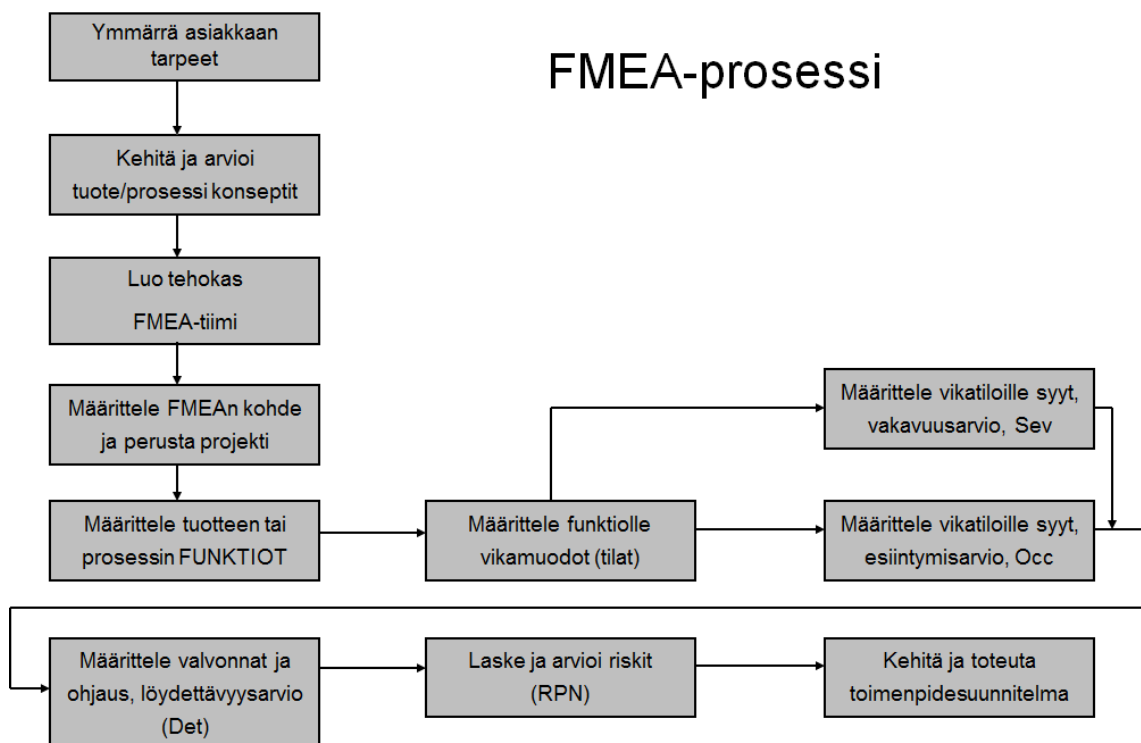 FMEA-prosessi
Ymmärrä asiakkaan
tarpeet
Kehitä ja arvioi
tuote/prosessi konseptit
Luo tehokas
FMEA-tiimi
Määrittele FMEAn kohde
ja perusta projekti
Määrittele tuotteen tai
prosessin FUNKTIOT
Määrittele funktiolle
vikamuodot (tilat)
Määrittele vikatiloille syyt,
vakavuusarvio, Sev
Määrittele vikatiloille syyt,
esiintymisarvio, Occ
Määrittele valvonnat ja
ohjaus, löydettävyysarvio
(Det)
Laske ja arvioi riskit
(RPN)
Kehitä ja toteuta
toimenpidesuunnitelma